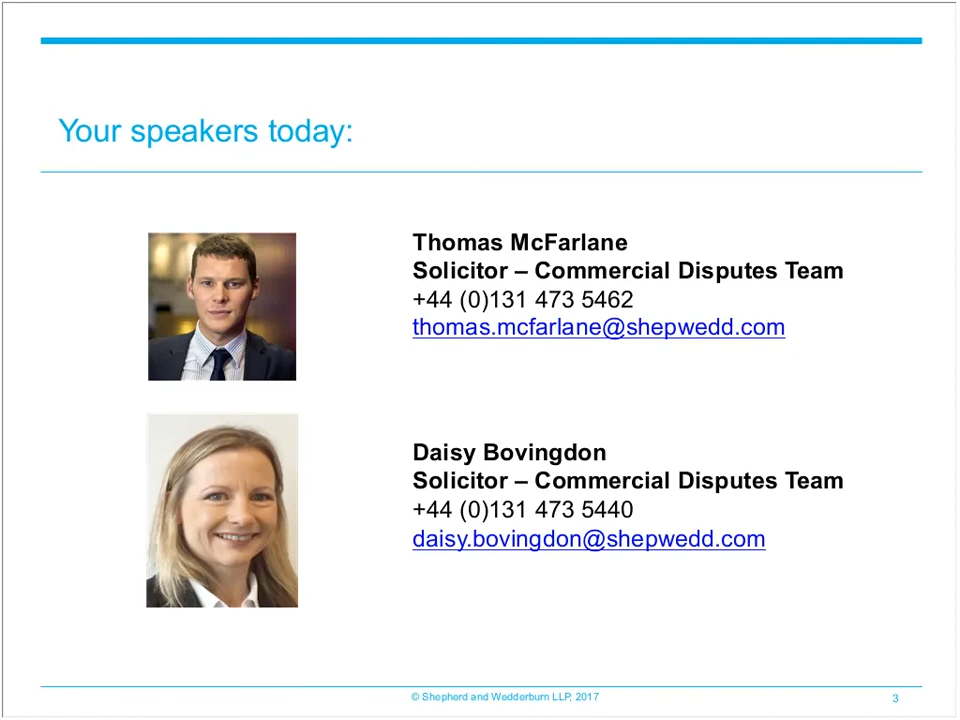 Your speakers today:
Thomas McFarlane
Solicitor – Commercial Disputes Team
+44 (0)131 473 5462
thomas.mcfarlane@shepwedd.com
Daisy Bovingdon
Solicitor – Commercial Disputes Team
+44 (0)131 473 5440
daisy.bovingdon@shepwedd.com
© Shepherd and Wedderburn LLP, 2017
3